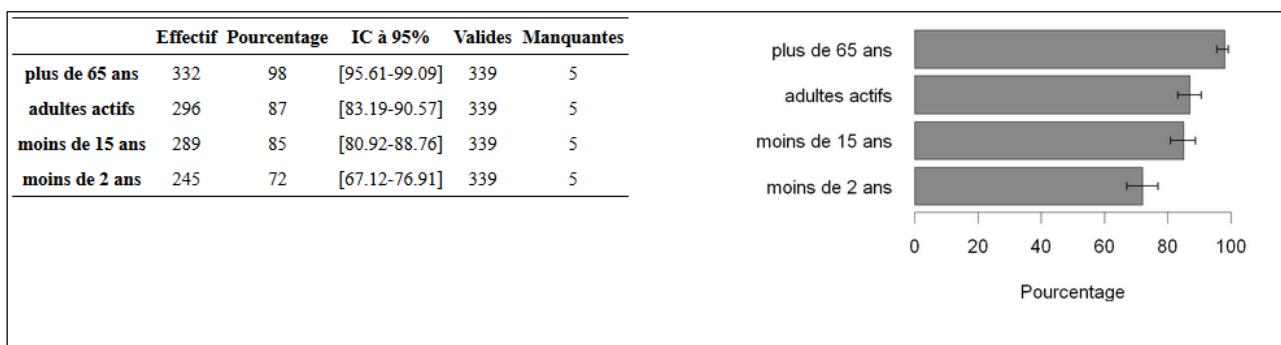 Effectif Pourcentage IC à 95% Valides Manquantes
plus de 65 ans 332 98 [95.61-99.09] 339 5
adultes actifs 296 87 [83.19-90.57] 339 5
moins de 15 ans 289 85 [80.92-88.76] 339 5
moins de 2 ans 245 72 [67.12-76.91] 339 5
plus de 65 ans
adultes actifs
moins de 15 ans
moins de 2 ans
0 20 40 60 80 100
Pourcentage